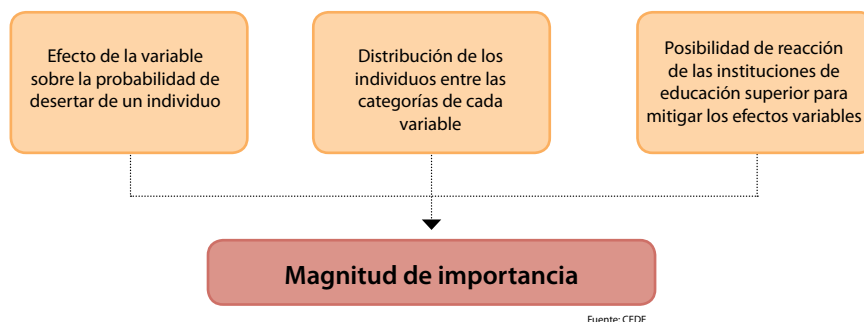 Efecto de la variable
sobre la probabilidad de
desertar de un individuo
Distribución de los
individuos entre las
categorías de cada
variable
Posibilidad de reacción
de las instituciones de
educación superior para
mitigar los efectos variables
Magnitud de importancia
Fuente: CEDE